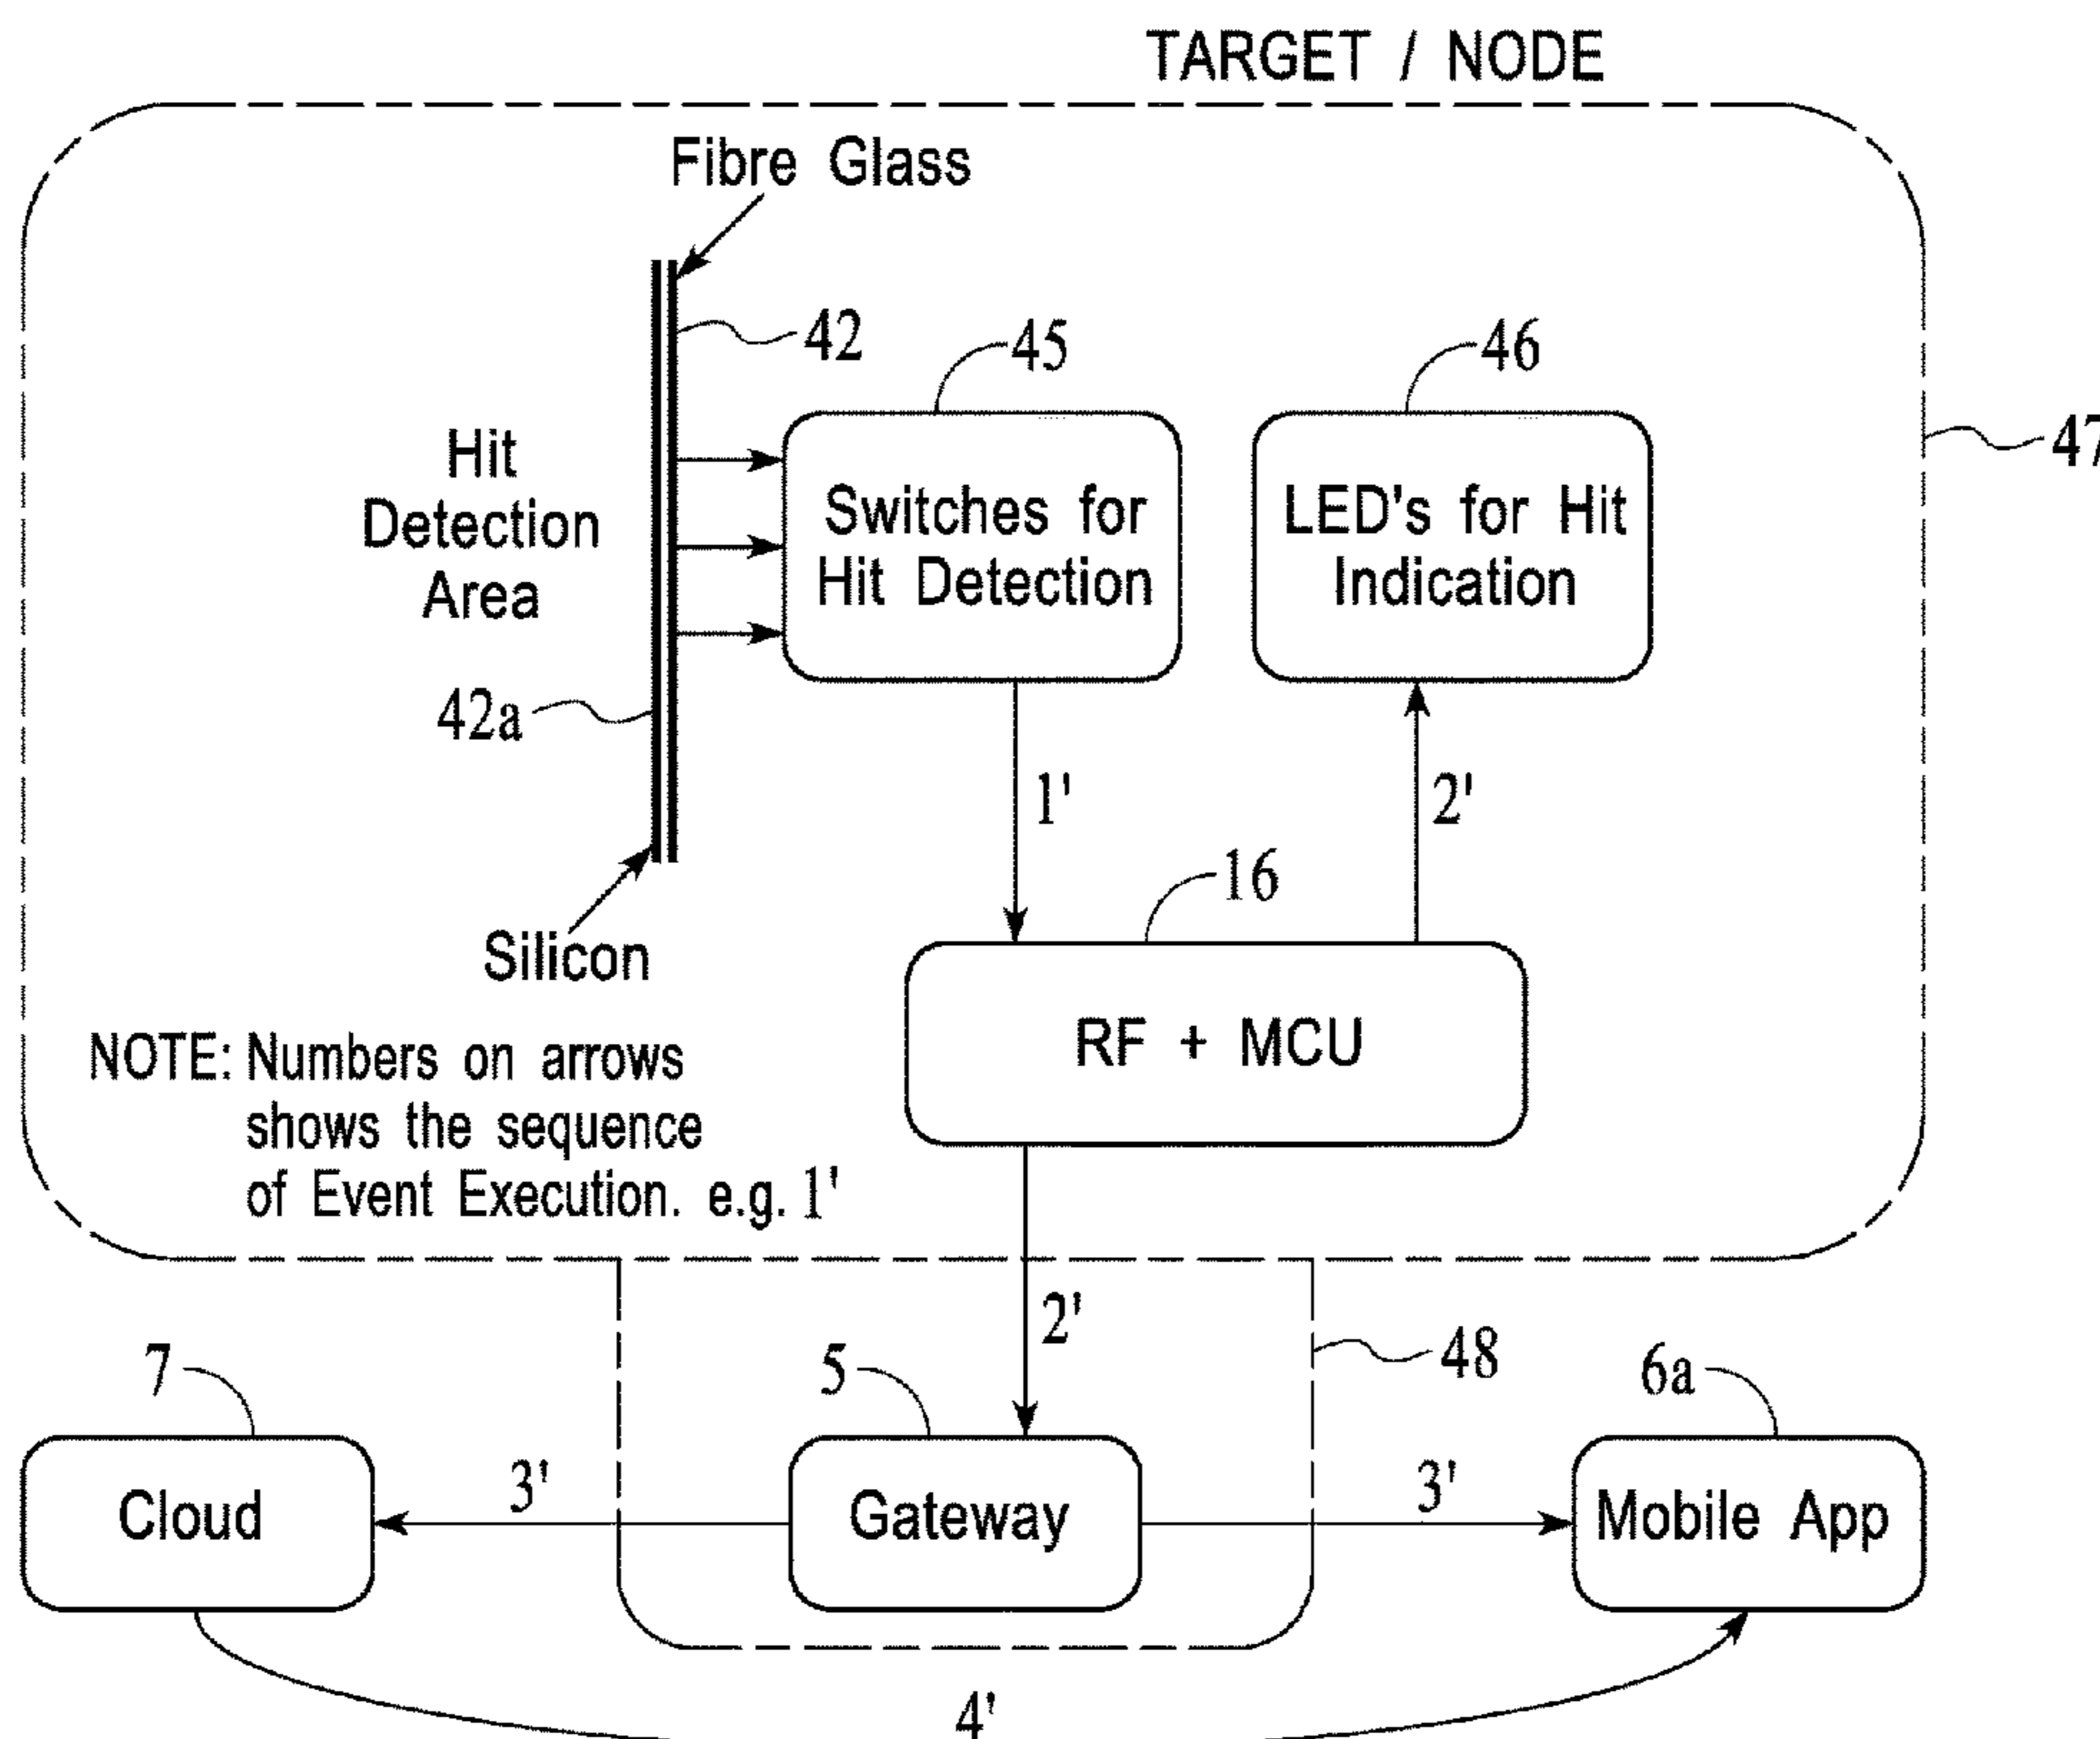 TARGET / NODE
Fibre Glass
42
45
46
47
Hit
Detection
Area
Switches for
Hit Detection
LED's for Hit
Indication
42a
1'
2'
16
Silicon
RF + MCU
NOTE: Numbers on arrows
shows the sequence
of Event Execution. e.g. 1'
2'
48
7
5
6a
Cloud
3'
Gateway
3'
Mobile App
4'